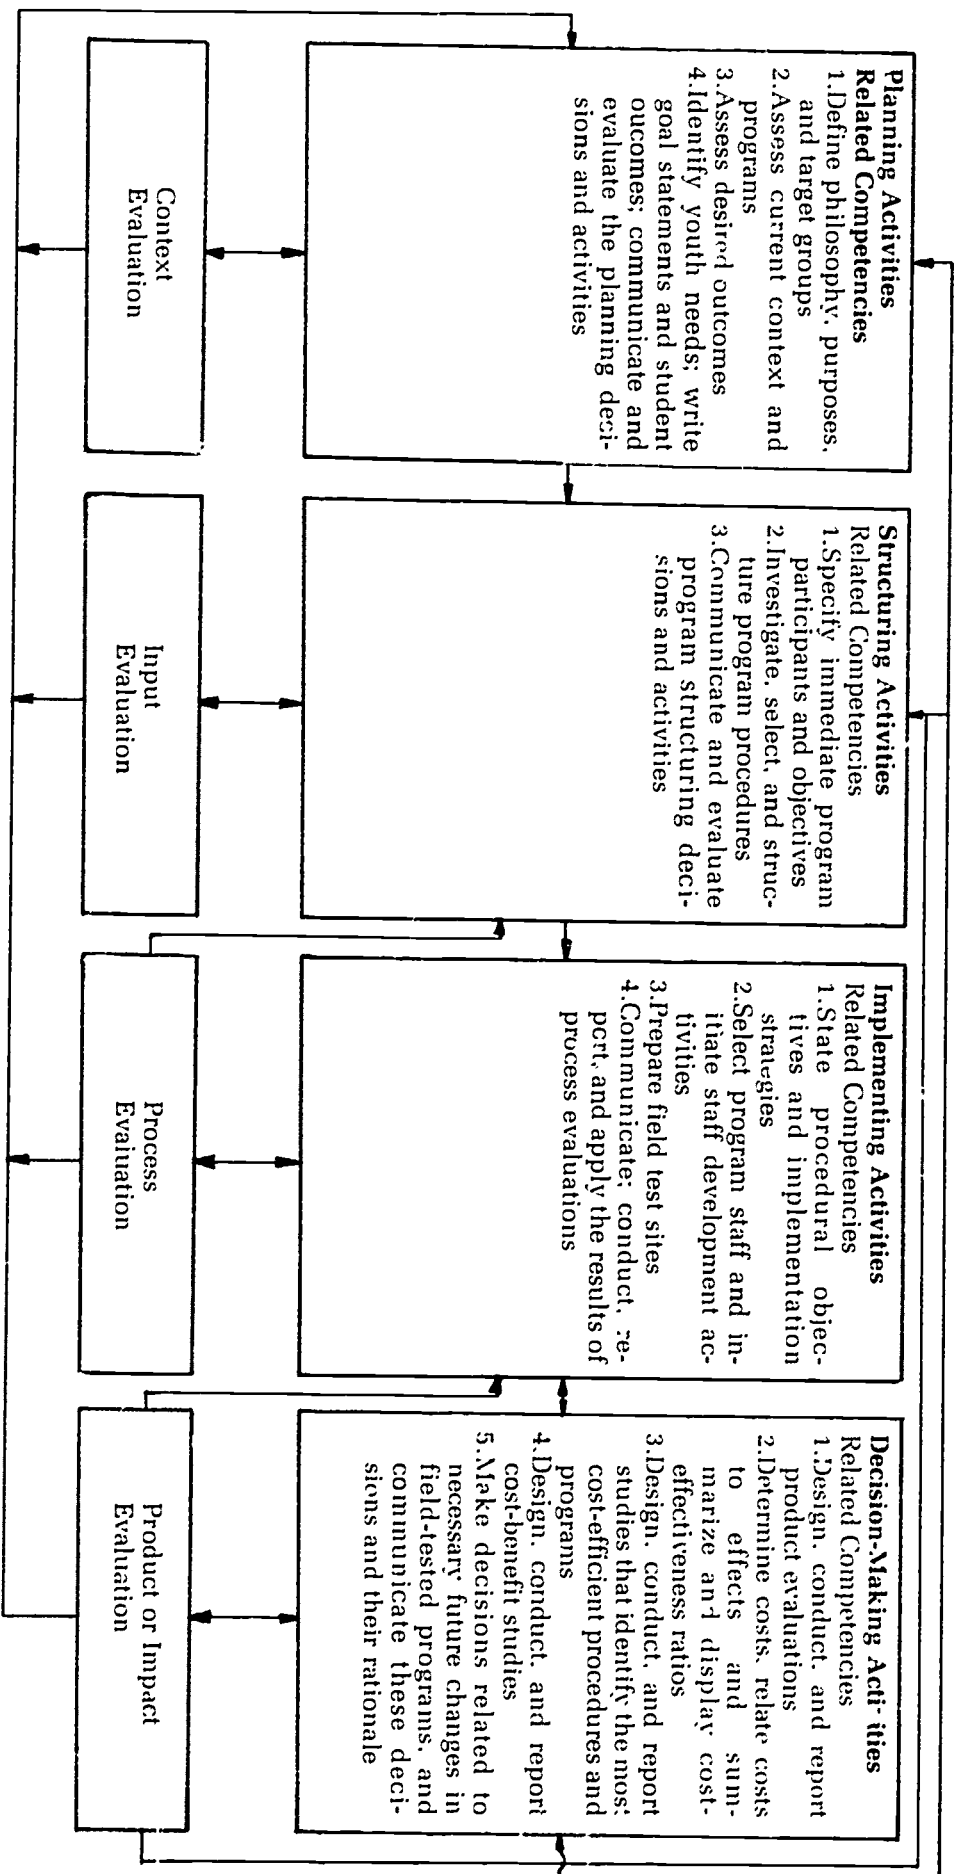 Planning Activities
Related Competencies
1.Define philosophy, purposes,
and target groups
2.Assess current context and
programs
3.Assess desired outcomes
4.Identify youth needs; write
goal statements and student
oucomes; communicate and
evaluate the planning deci-
sions and activities
Structuring Activities
Related Competencies
1.Specify immediate program
participants and objectives
2.Investigate, select, and struc-
ture program procedures
3.Communicate and evaluate
program structuring deci-
sions and activities
Implementing Activities
Related Competencies
1.State procedural objec-
tives and implementation
strategies
2.Select program staff and in-
itiate staff development ac-
tivities
3.Prepare field test sites
4.Communicate; conduct, re-
port, and apply the results of
process evaluations
Decision-Making Activities
Related Competencies
1.Design, conduct, and report
product evaluations
2.Determine costs, relate costs
to effects and sum-
marize and display cost-
effectiveness ratios
3.Design, conduct, and report
studies that identify the most
cost-efficient procedures and
programs
4.Design, conduct, and report
cost-benefit studies
5.Make decisions related to
necessary future changes in
field-tested programs, and
communicate these deci-
sions and their rationale
Context
Evaluation
Input
Evaluation
Process
Evaluation
Product or Impact
Evaluation